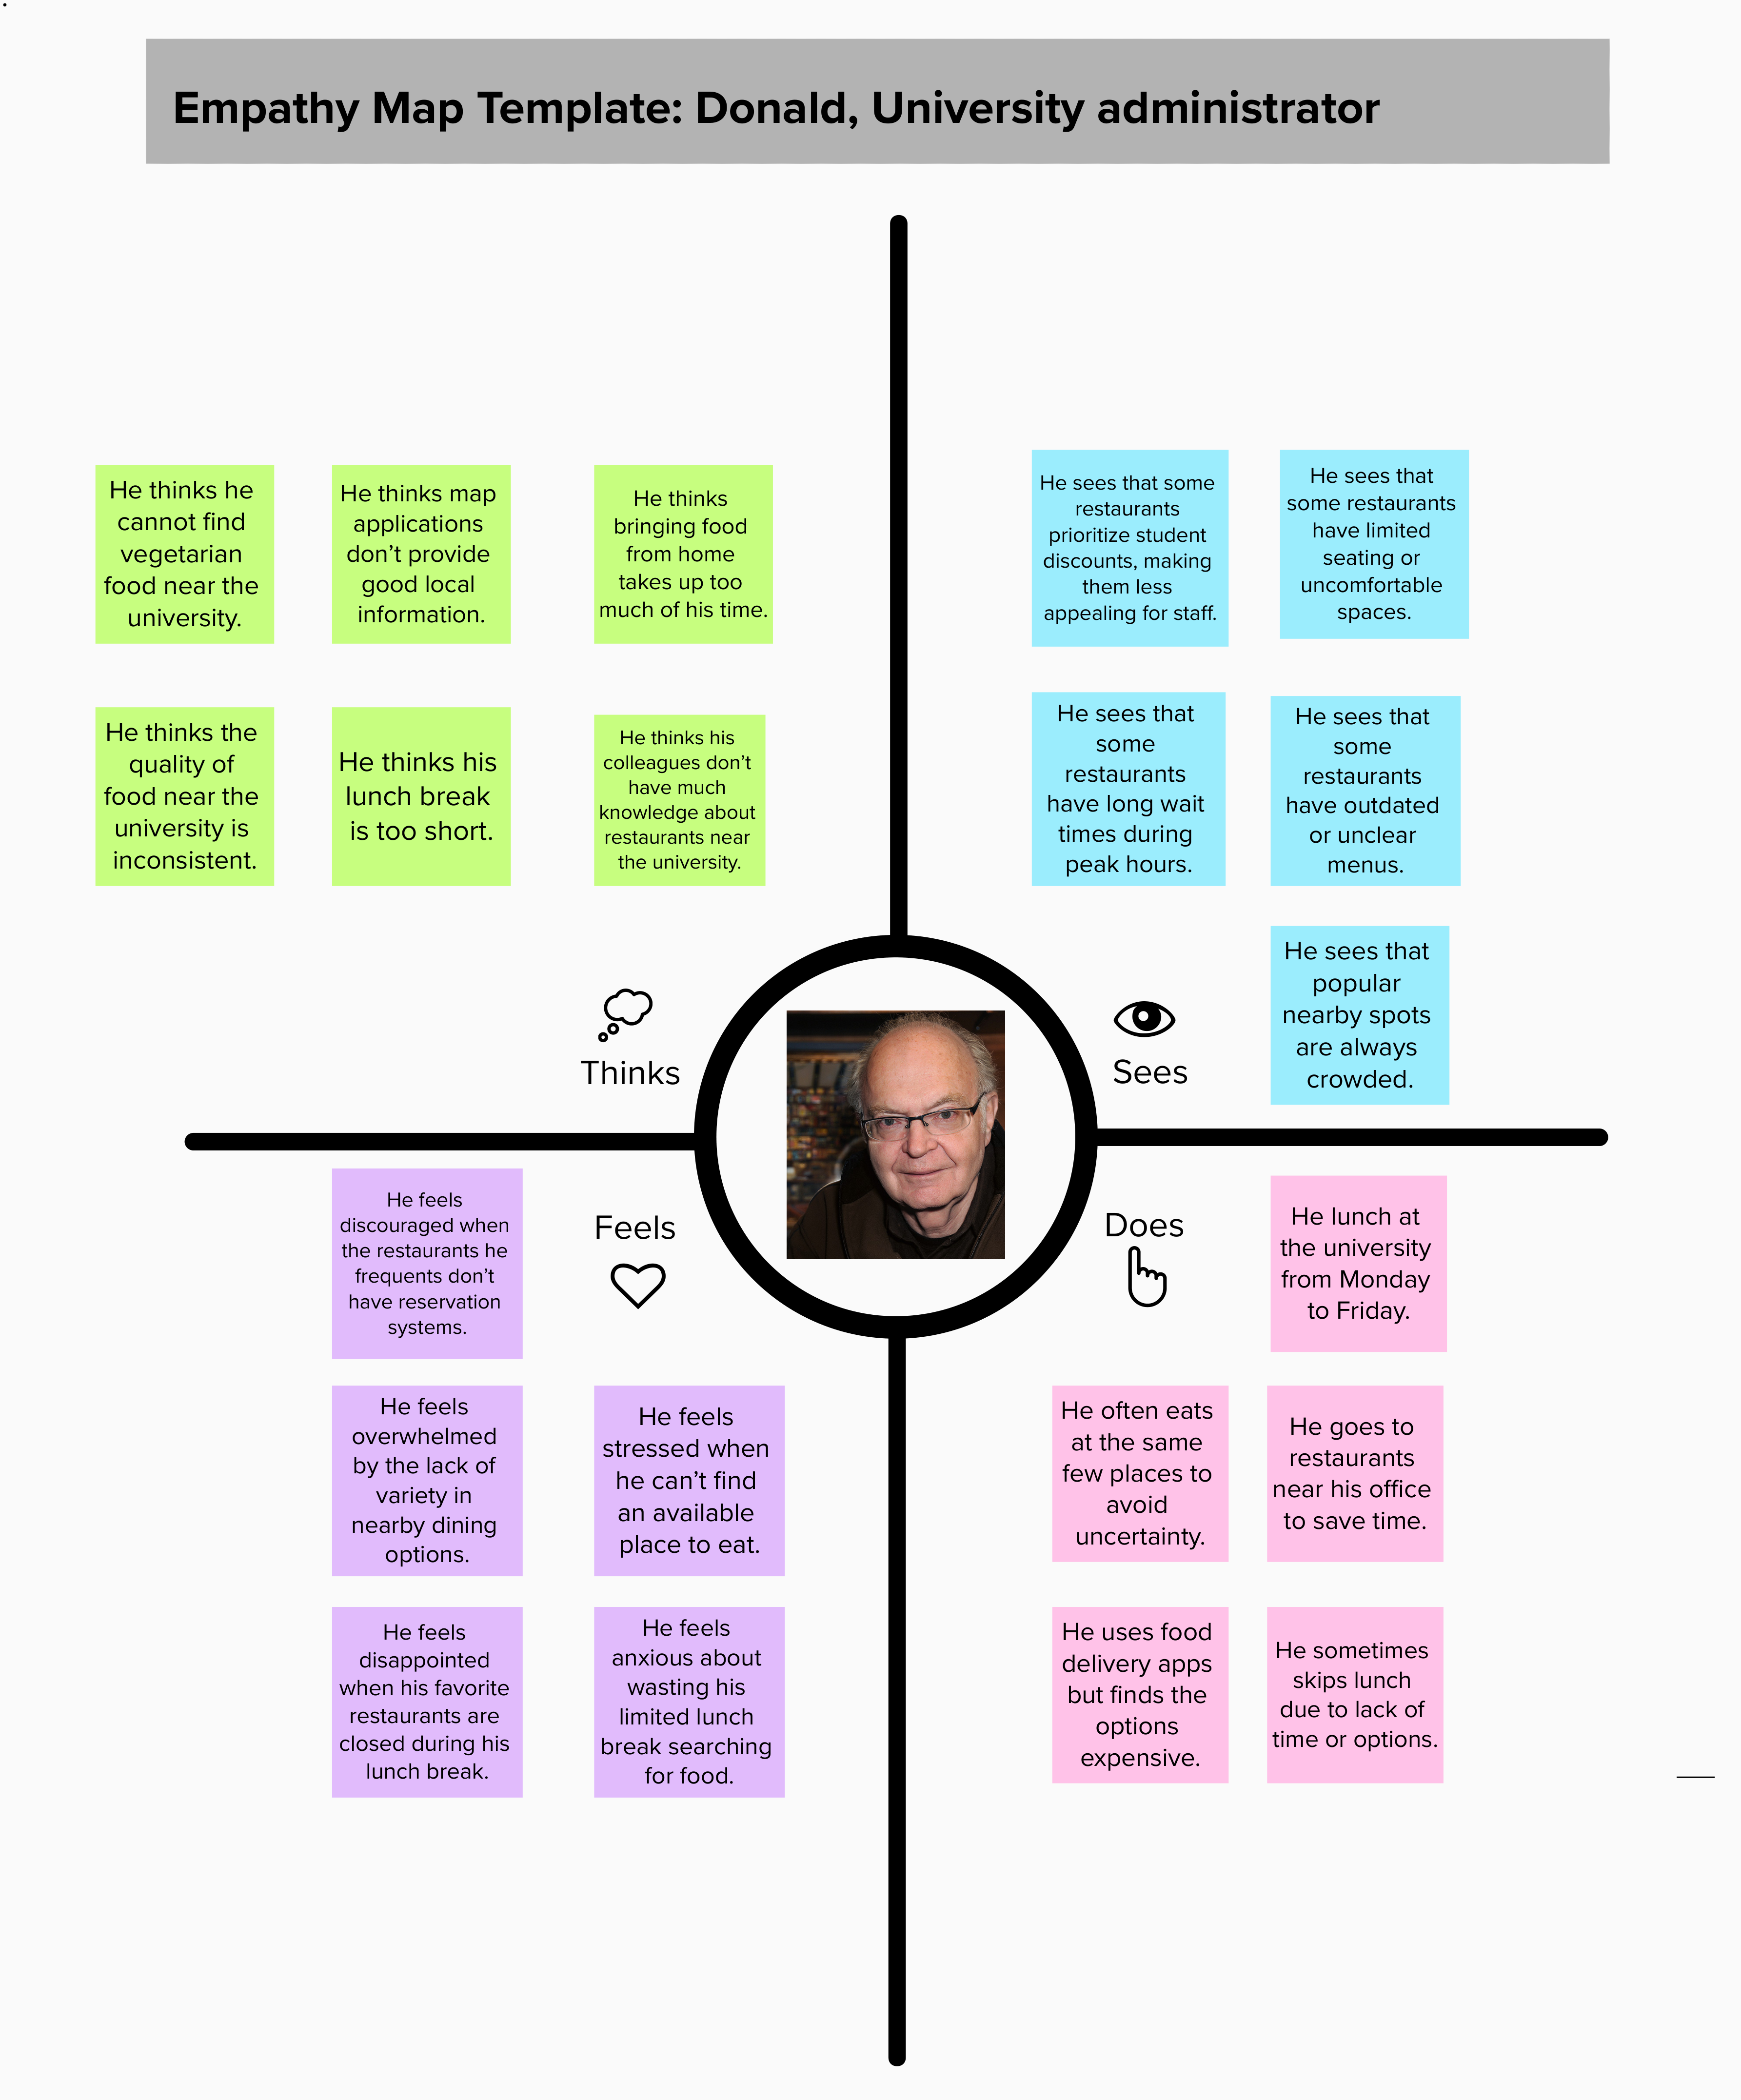 Empathy Map Template: Donald, University administrator
He thinks he
cannot find
vegetarian
food near the
university.
He thinks map
applications
don’t provide
good local
information.
He thinks
bringing food
from home
takes up too
much of his time.
He thinks the
quality of
food near the
university is
inconsistent.
He thinks his
lunch break
is too short.
He thinks his
colleagues don’t
have much
knowledge about
restaurants near
the university.
Thinks
He sees that some
restaurants
prioritize student
discounts, making
them less
appealing for staff.
He sees that
some restaurants
have limited
seating or
uncomfortable
spaces.
He sees that
some
restaurants
have long wait
times during
peak hours.
He sees that
some
restaurants
have outdated
or unclear
menus.
He sees that
popular
nearby spots
are always
crowded.
Sees
He feels
discouraged when
the restaurants he
frequents don’t
have reservation
systems.
Feels
He feels
overwhelmed
by the lack of
variety in
nearby dining
options.
He feels
stressed when
he can’t find
an available
place to eat.
He feels
disappointed
when his favorite
restaurants are
closed during his
lunch break.
He feels
anxious about
wasting his
limited lunch
break searching
for food.
Does
He lunch at
the university
from Monday
to Friday.
He often eats
at the same
few places to
avoid
uncertainty.
He goes to
restaurants
near his office
to save time.
He uses food
delivery apps
but finds the
options
expensive.
He sometimes
skips lunch
due to lack of
time or options.